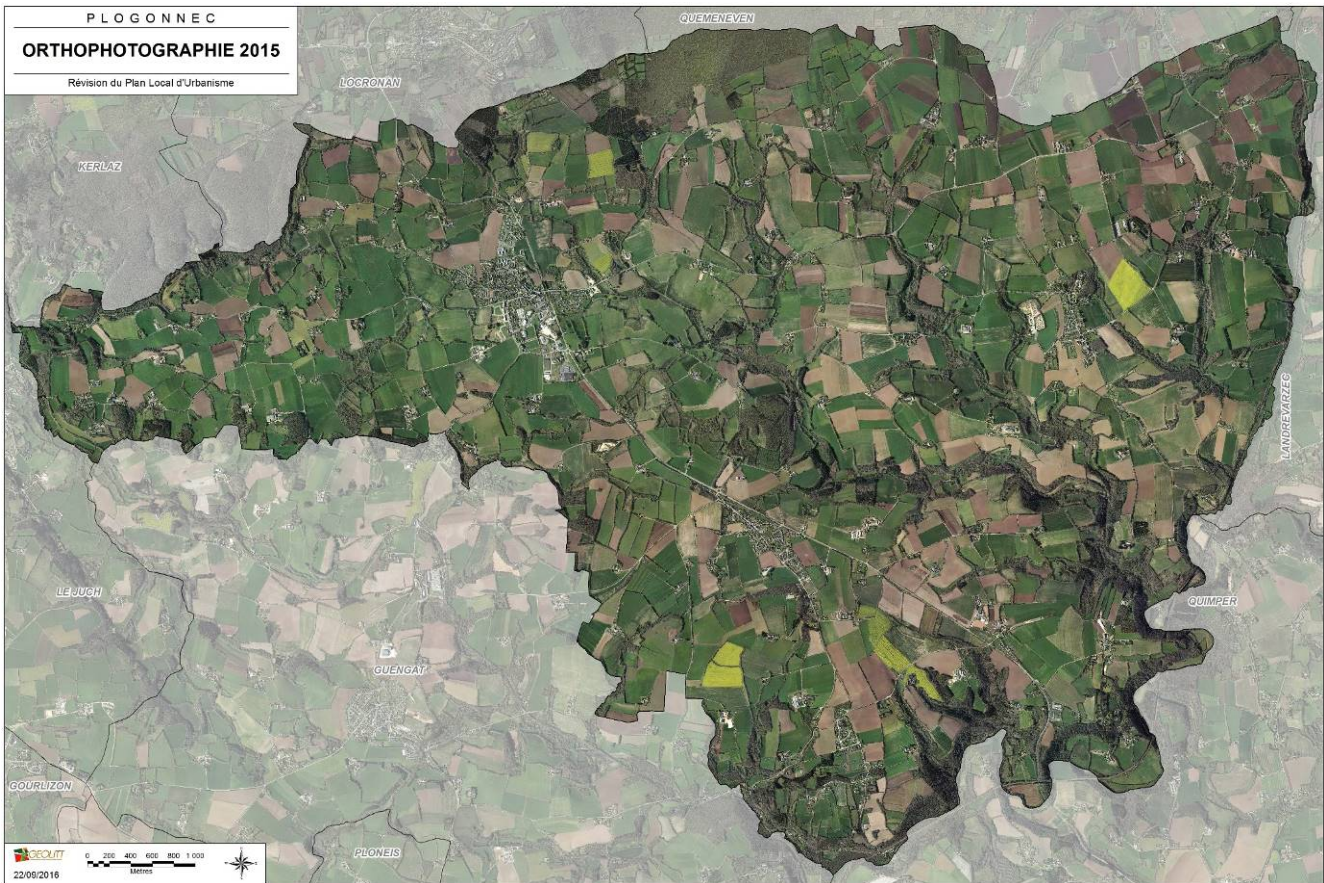 PLOGONNEC
ORTHOPHOTOGRAPHIE 2015
Révision du Plan Local d'Urbanisme
QUEMENEVEN
LOCRONAN
KERLAZ
LANDREVARZEC
LE JUCH
QUIMPER
GUENGAT
GOURLIZON
PLONEIS
GEOLITT
0 200 400 600 800 1 000
Mètres
22/09/2016